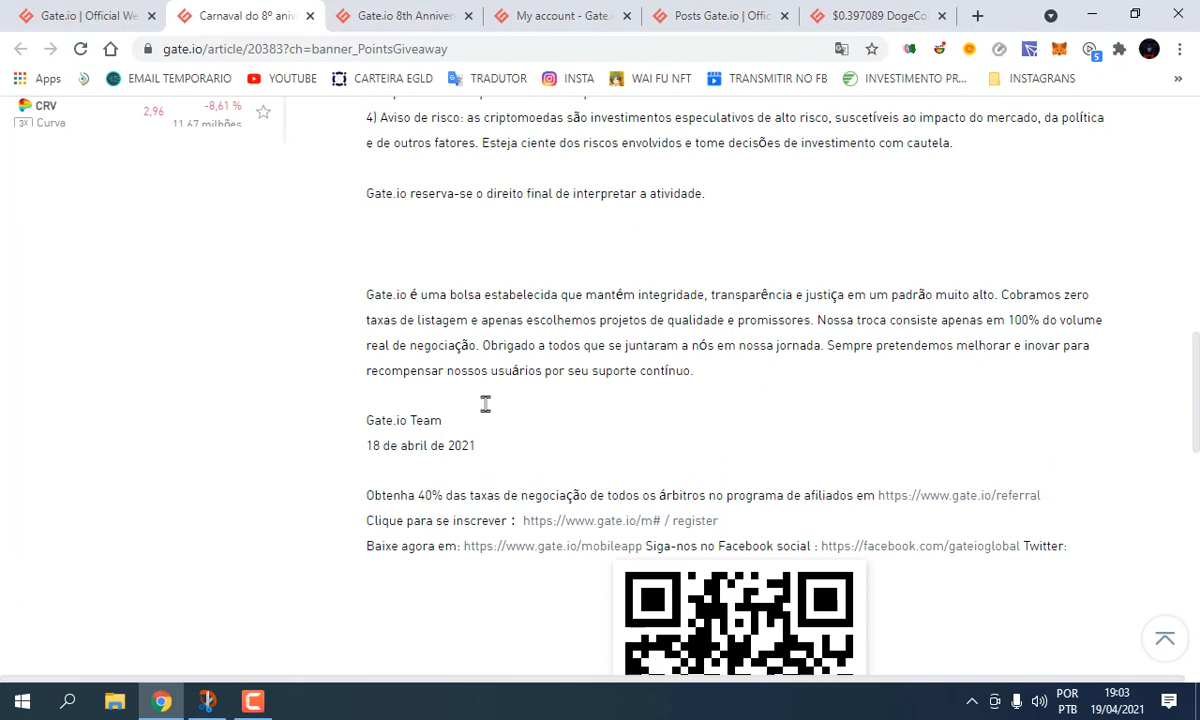 Gate.io | Official We
Carnaval do 8º aniv
Gate.io 8th Annivers
My account - Gate.
Posts Gate.io | Offic
$0.397089 DogeCo
gate.io/article/20383?ch=banner_PointsGiveaway
5
Apps
EMAIL TEMPORARIO
YOUTUBE
CARTEIRA EGLD
TRADUTOR
INSTA
WAI FU NFT
TRANSMITIR NO FB
INVESTIMENTO PR...
INSTAGRANS
»
CRV
2,96
-8,61 %
3X Curva
11.67 milhões
4) Aviso de risco: as criptomoedas são investimentos especulativos de alto risco, suscetíveis ao impacto do mercado, da política
e de outros fatores. Esteja ciente dos riscos envolvidos e tome decisões de investimento com cautela.
Gate.io reserva-se o direito final de interpretar a atividade.
Gate.io é uma bolsa estabelecida que mantém integridade, transparência e justiça em um padrão muito alto. Cobramos zero
taxas de listagem e apenas escolhemos projetos de qualidade e promissores. Nossa troca consiste apenas em 100% do volume
real de negociação. Obrigado a todos que se juntaram a nós em nossa jornada. Sempre pretendemos melhorar e inovar para
recompensar nossos usuários por seu suporte contínuo.
Gate.io Team
18 de abril de 2021
Obtenha 40% das taxas de negociação de todos os árbitros no programa de afiliados em https://www.gate.io/referral
Clique para se inscrever： https://www.gate.io/m# / register
Baixe agora em: https://www.gate.io/mobileapp Siga-nos no Facebook social : https://facebook.com/gateioglobal Twitter:
POR
PTB
19:03
19/04/2021